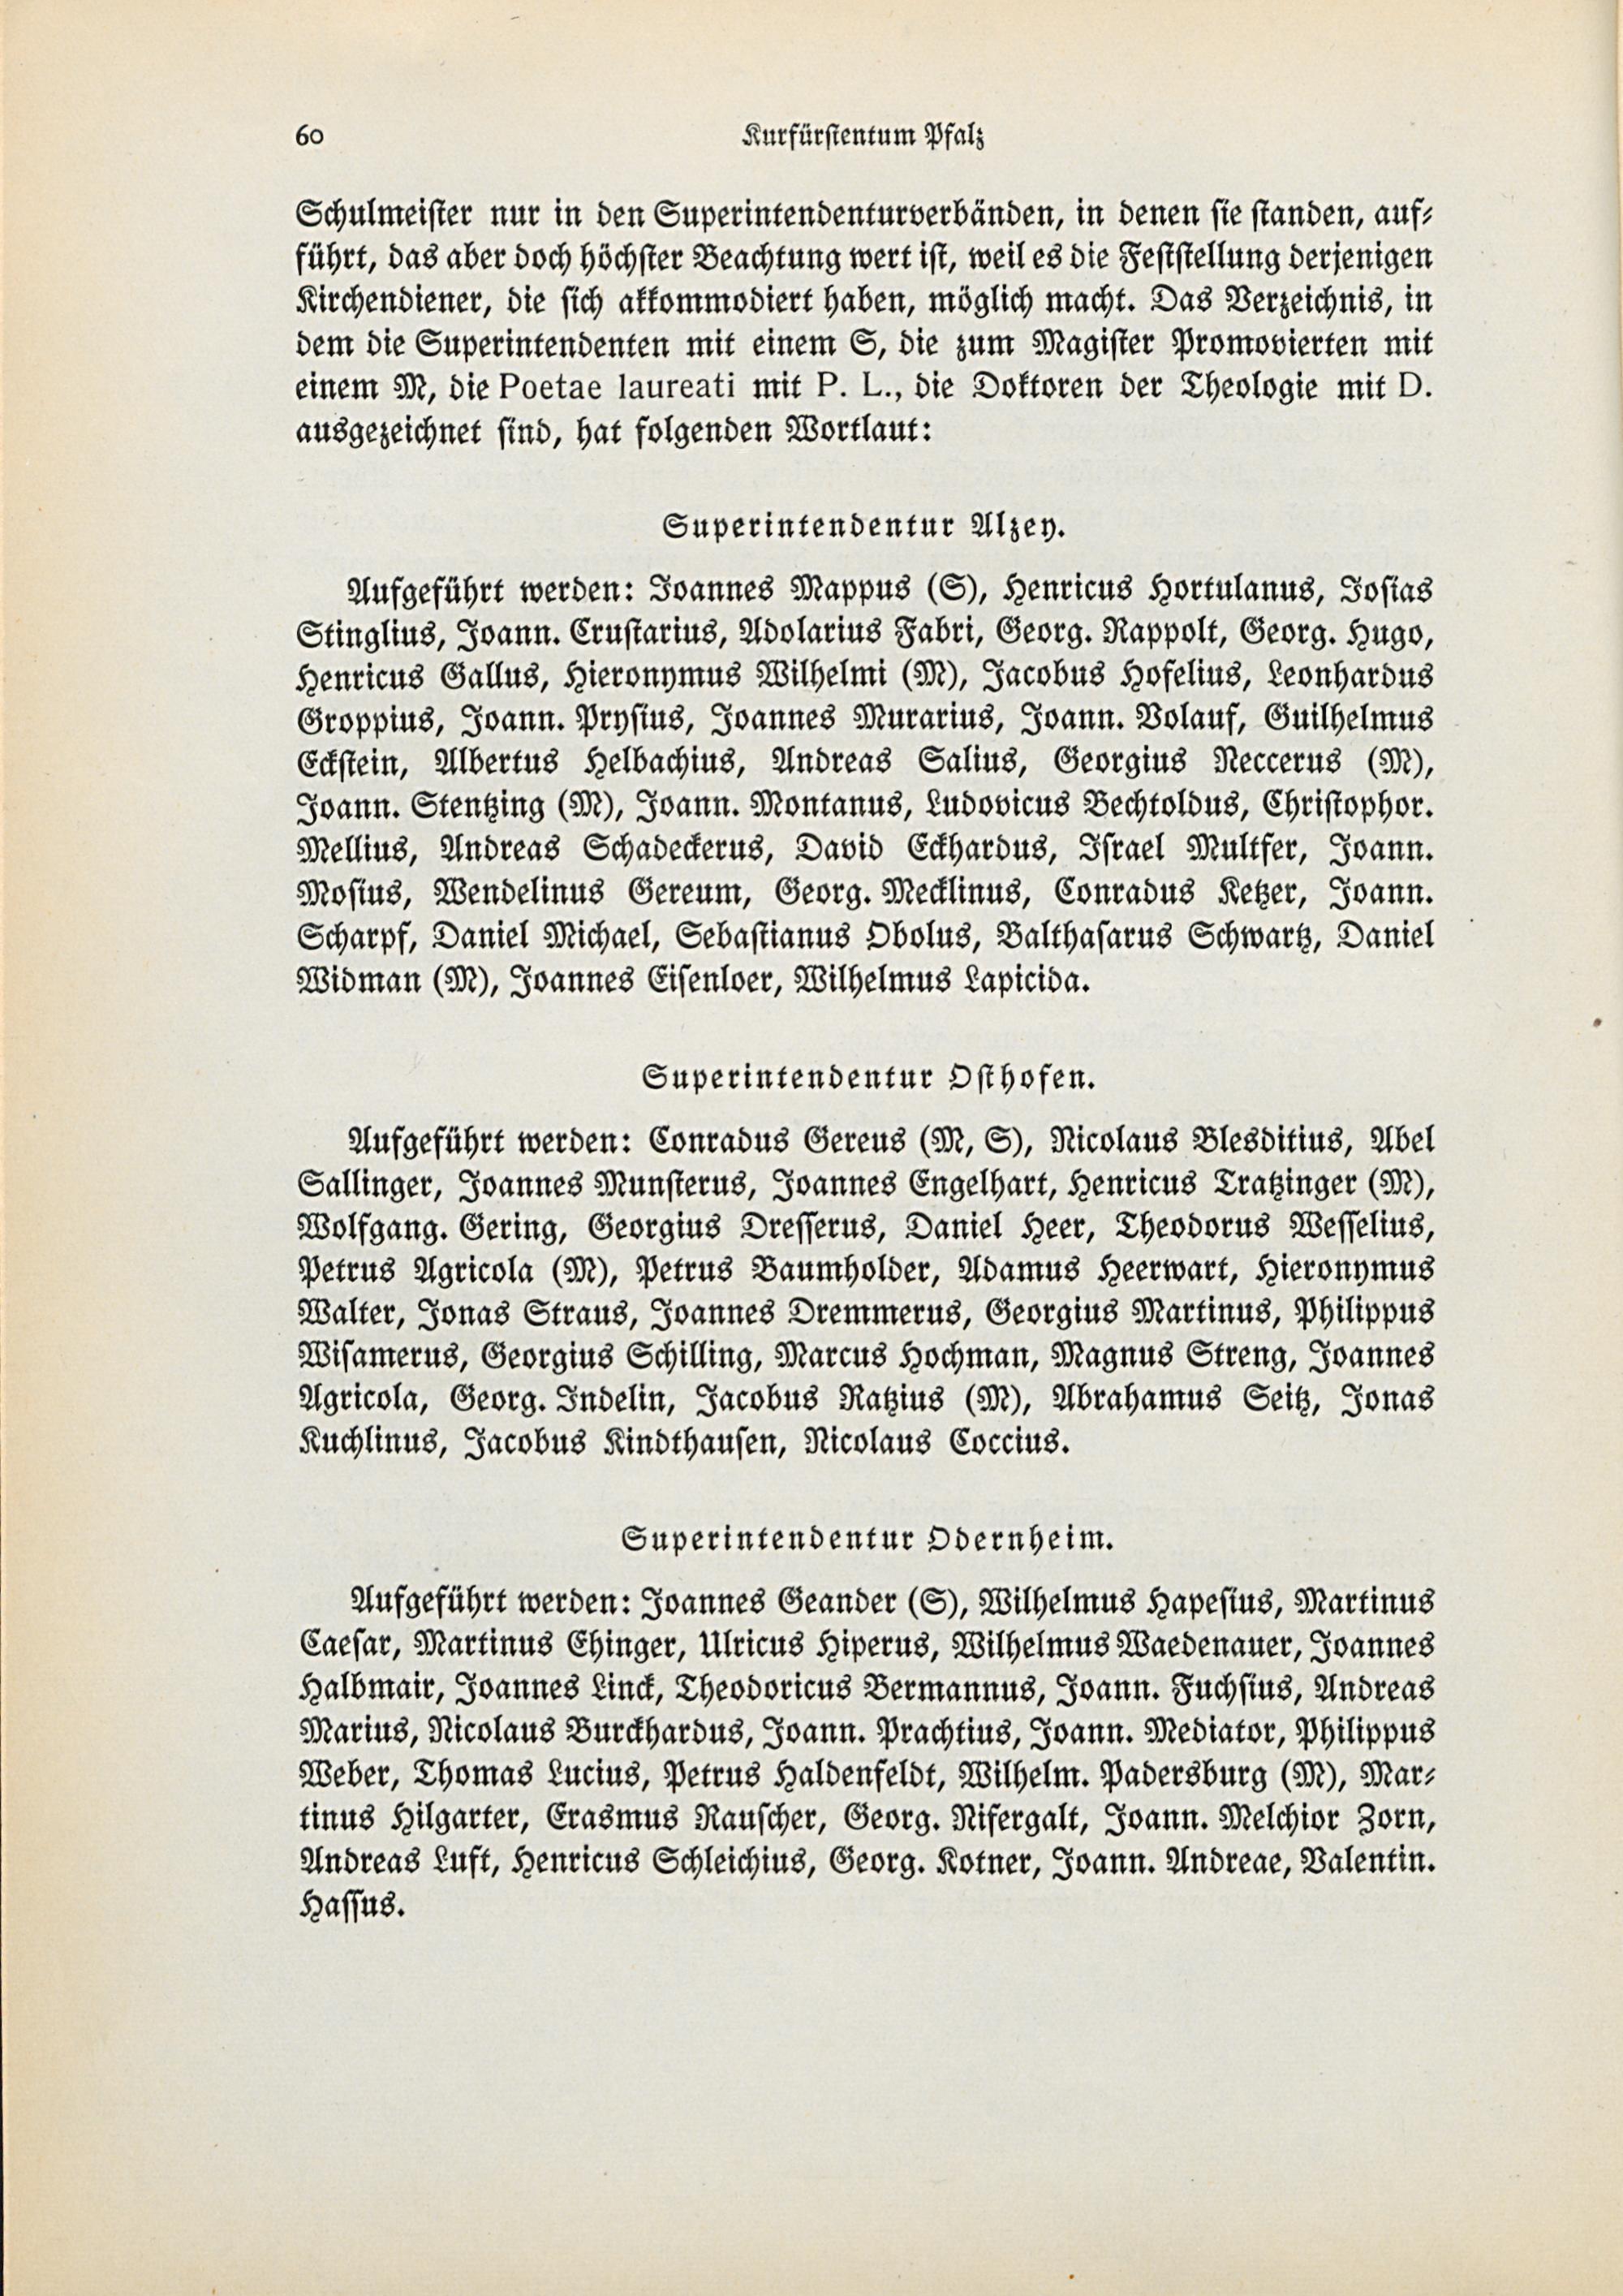 60
Kurfürstentum Pfalz
Schulmeister nur in den Superintendenturverbänden, in denen sie standen, auf-
führt, das aber doch höchster Beachtung wert ist, weil es die Feststellung derjenigen
Kirchendiener, die sich akkommodiert haben, möglich macht. Das Verzeichnis, in
dem die Superintendenten mit einem S, die zum Magister Promovierten mit
einem M, die Poetae laureati mit P. L., die Doktoren der Theologie mit D.
ausgezeichnet sind, hat folgenden Wortlaut:
Superintendentur Alzey.
Aufgeführt werden: Joannes Mappus (S), Henricus Hortulanus, Josias
Stinglius, Joann. Crustarius, Adolarius Fabri, Georg. Rappolt, Georg. Hugo,
Henricus Gallus, Hieronymus Wilhelmi (M), Jacobus Hofelius, Leonhardus
Groppius, Joann. Prysius, Joannes Murarius, Joann. Volauf, Guilhelmus
Eckstein, Albertus Helbachius, Andreas Salius, Georgius Neccerus (M),
Joann. Stentzing (M), Joann. Montanus, Ludovicus Bechtoldus, Christophor.
Mellius, Andreas Schadeckerus, David Eckhardus, Israel Multfer, Joann.
Mosius, Wendelinus Gereum, Georg. Mecklinus, Conradus Ketzer, Joann.
Scharpf, Daniel Michael, Sebastianus Obolus, Balthasarus Schwartz, Daniel
Widman (M), Joannes Eisenloer, Wilhelmus Lapicida.
Superintendentur Osthofen.
Aufgeführt werden: Conradus Gereus (M, S), Nicolaus Blesditius, Abel
Sallinger, Joannes Munsterus, Joannes Engelhart, Henricus Tratzinger (M),
Wolfgang. Gering, Georgius Dresserus, Daniel Heer, Theodorus Wesselius,
Petrus Agricola (M), Petrus Baumholder, Adamus Heerwart, Hieronymus
Walter, Jonas Straus, Joannes Dremmerus, Georgius Martinus, Philippus
Wisamerus, Georgius Schilling, Marcus Hochman, Magnus Streng, Joannes
Agricola, Georg. Indelin, Jacobus Ratzius (M), Abrahamus Seitz, Jonas
Kuchlinus, Jacobus Kindthausen, Nicolaus Coccius.
Superintendentur Odernheim.
Aufgeführt werden: Joannes Geander (S), Wilhelmus Hapesius, Martinus
Caesar, Martinus Ehinger, Ulricus Hiperus, Wilhelmus Waedenauer, Joannes
Halbmair, Joannes Linck, Theodoricus Bermannus, Joann. Fuchsius, Andreas
Marius, Nicolaus Burckhardus, Joann. Prachtius, Joann. Mediator, Philippus
Weber, Thomas Lucius, Petrus Haldenfeldt, Wilhelm. Padersburg (M), Mar-
tinus Hilgarter, Erasmus Rauscher, Georg. Nifergalt, Joann. Melchior Zorn,
Andreas Luft, Henricus Schleichius, Georg. Kotner, Joann. Andreae, Valentin.
Hassus.